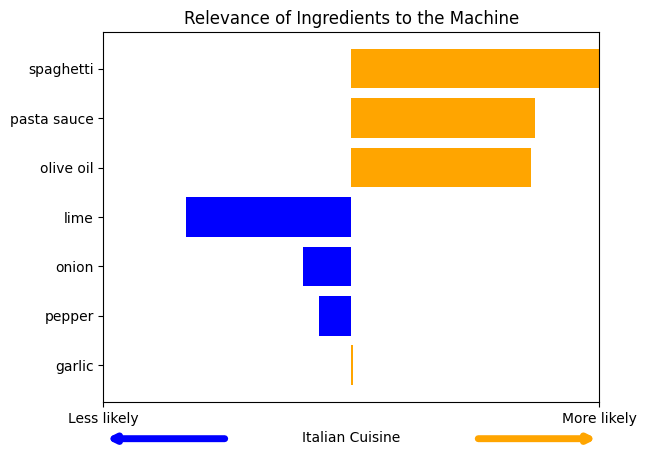 Relevance of Ingredients to the Machine
spaghetti
pasta sauce
olive oil
lime
onion
pepper
garlic
Less likely
More likely
Italian Cuisine